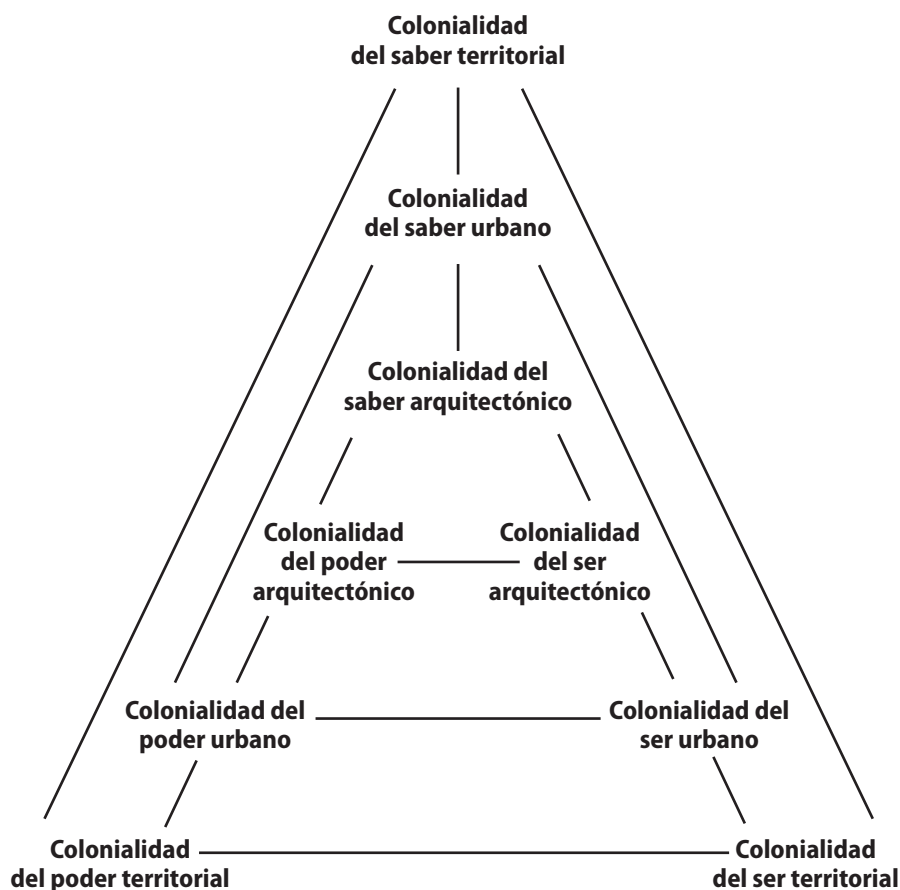 Colonialidad
del saber territorial
Colonialidad
del saber urbano
Colonialidad del
saber arquitectónico
Colonialidad
del poder
arquitectónico
Colonialidad
del ser
arquitectónico
Colonialidad del
poder urbano
Colonialidad del
ser urbano
Colonialidad
del poder territorial
Colonialidad
del ser territorial